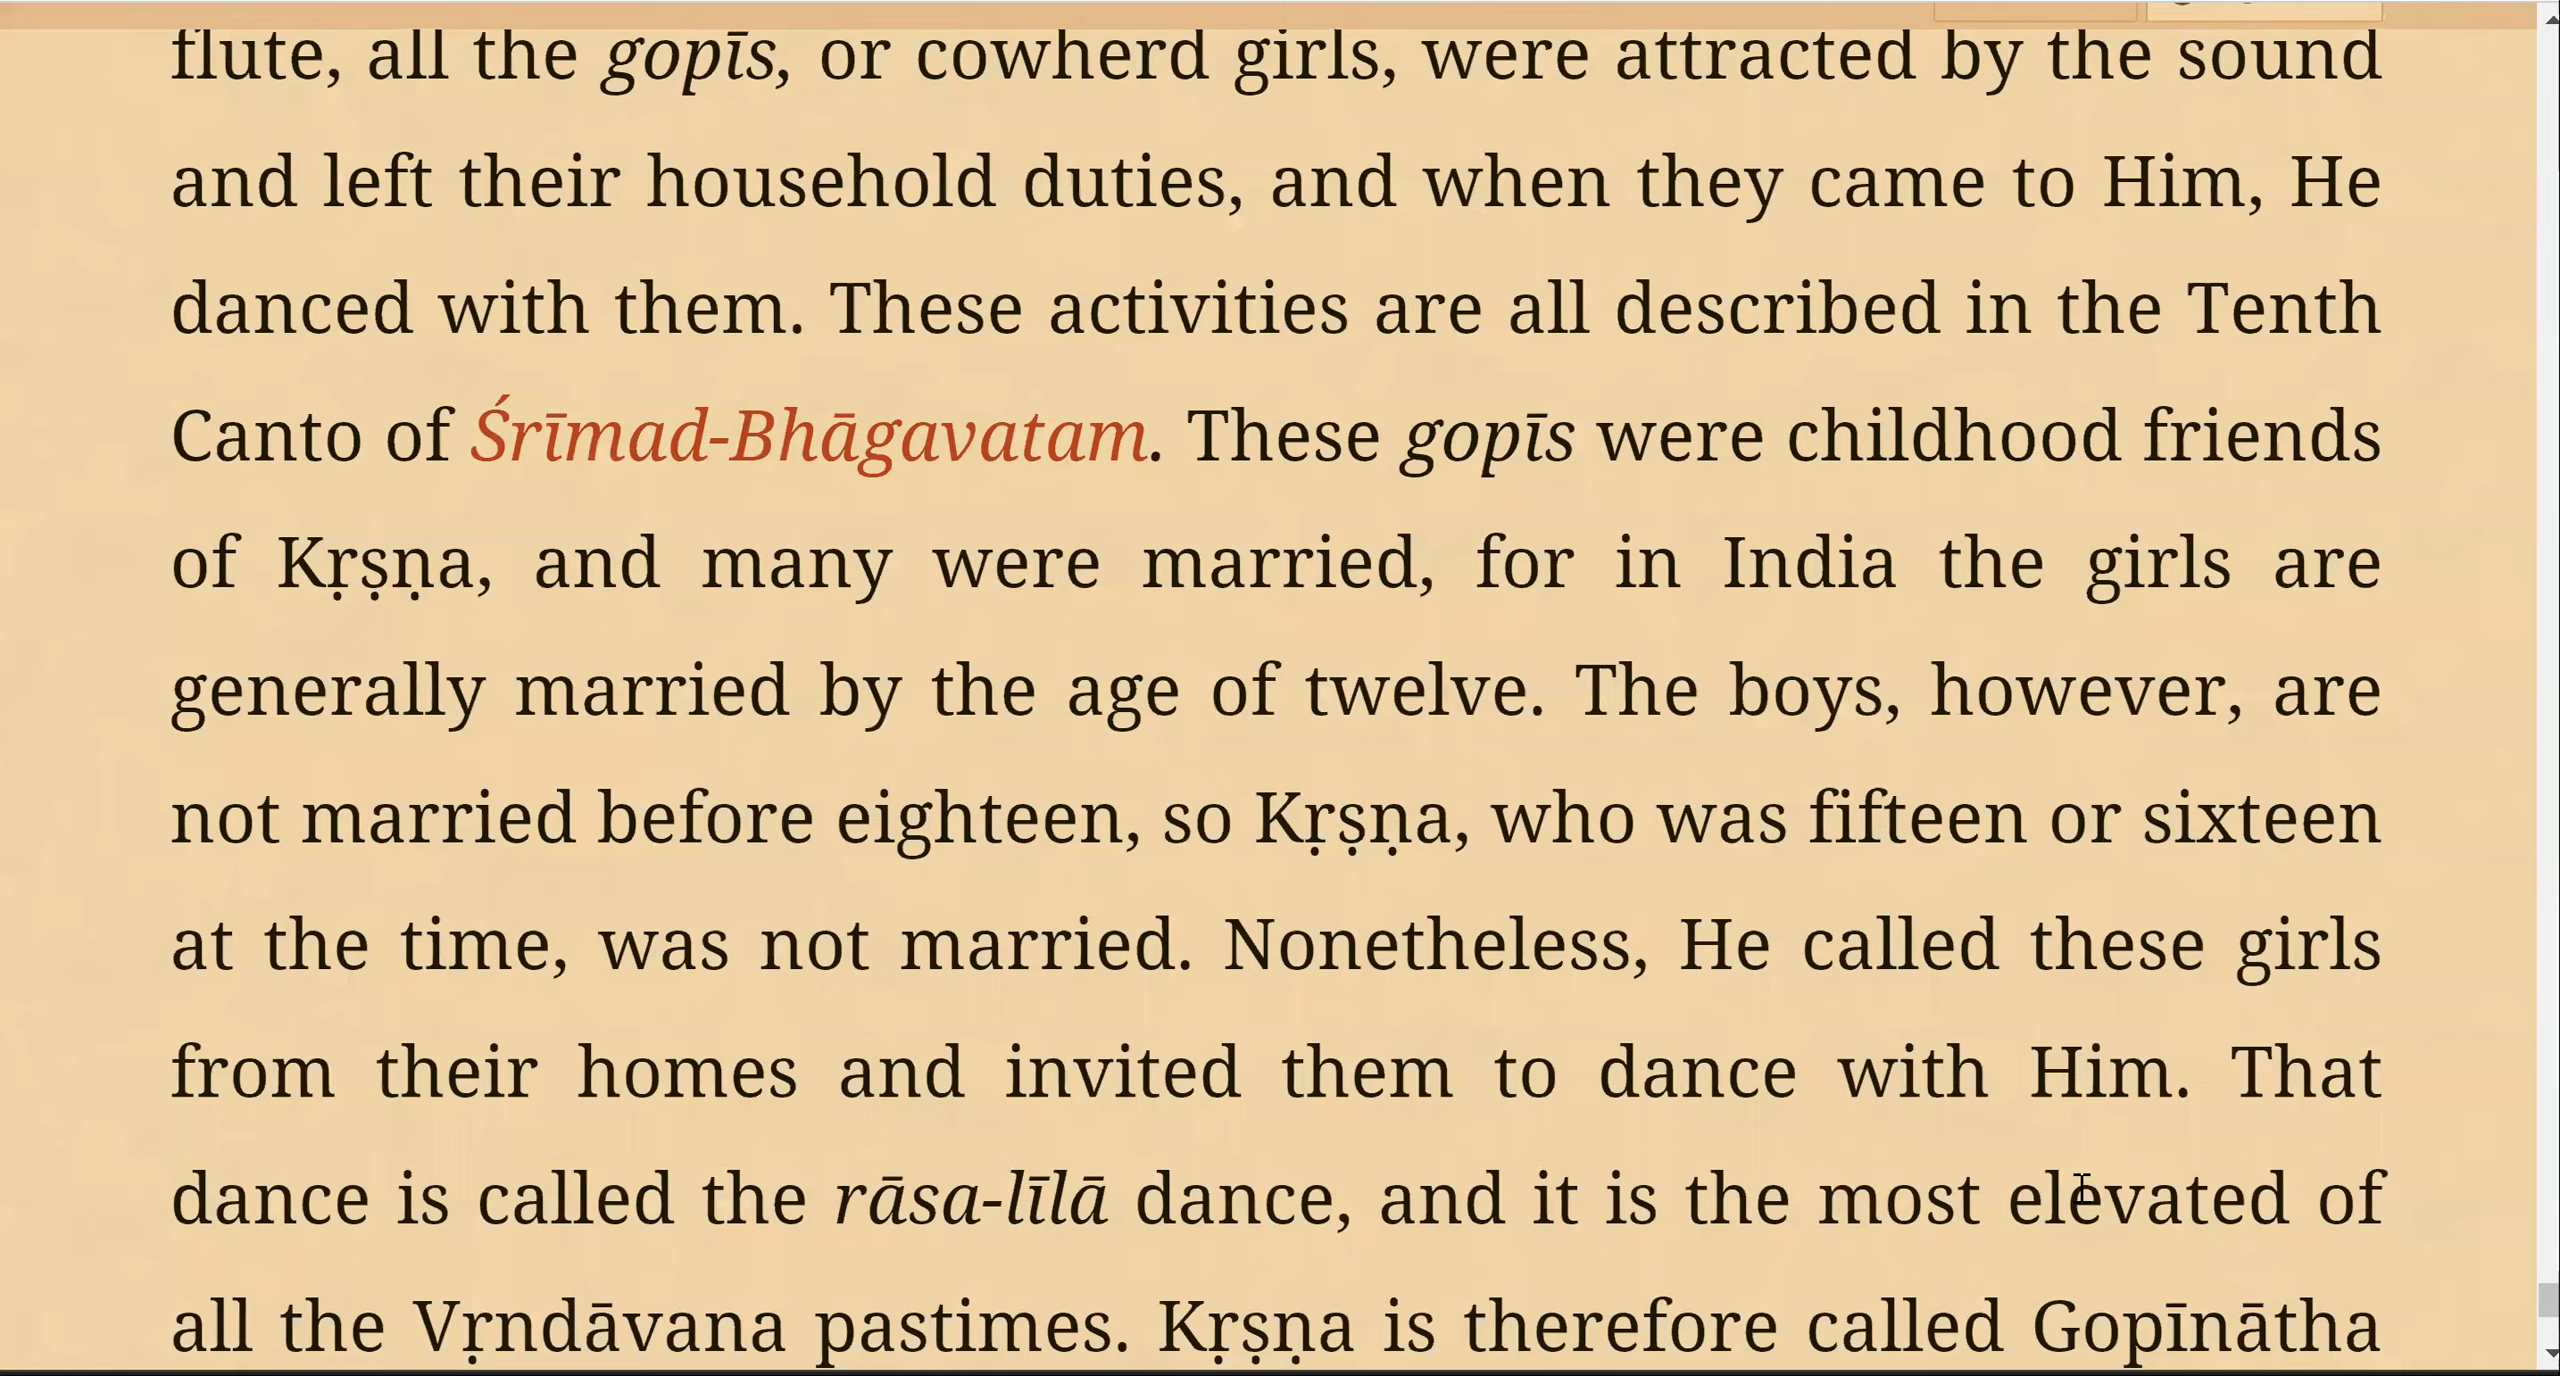 flute, all the gopīs, or cowherd girls, were attracted by the sound
and left their household duties, and when they came to Him, He
danced with them. These activities are all described in the Tenth
Canto of Śrīmad-Bhāgavatam. These gopīs were childhood friends
of Kṛṣṇa, and many were married, for in India the girls are
generally married by the age of twelve. The boys, however, are
not married before eighteen, so Kṛṣṇa, who was fifteen or sixteen
at the time, was not married. Nonetheless, He called these girls
from their homes and invited them to dance with Him. That
dance is called the rāsa-līlā dance, and it is the most elevated of
all the Vṛndāvana pastimes. Kṛṣṇa is therefore called Gopīnātha